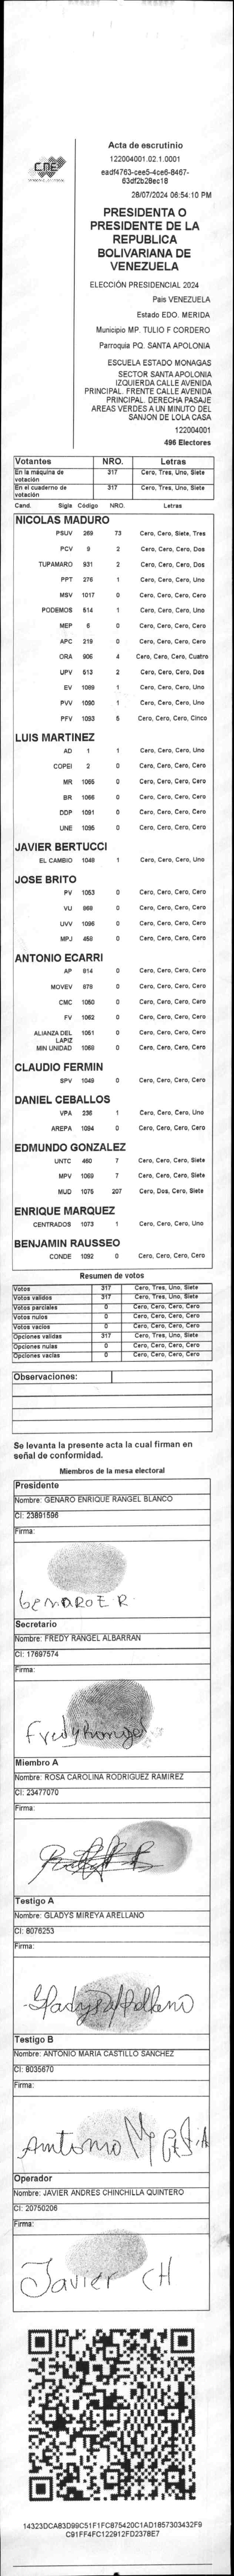 CNE
Acta de escrutinio
122004001.02.1.0001
eadf4763-cee5-4ce6-8467-
63df2b28ec18
28/07/2024 06:54:10 PM
PRESIDENTA O
PRESIDENTE DE LA
REPUBLICA
BOLIVARIANA DE
VENEZUELA
ELECCIÓN PRESIDENCIAL 2024
Pais VENEZUELA
Estado EDO. MERIDA
Municipio MP. TULIO F CORDERO
Parroquia PQ. SANTA APOLONIA
ESCUELA ESTADO MONAGAS
SECTOR SANTA APOLONIA
IZQUIERDA CALLE AVENIDA
PRINCIPAL. FRENTE CALLE AVENIDA
PRINCIPAL. DERECHA PASAJE
AREAS VERDES A UN MINUTO DEL
SANJON DE LOLA CASA
122004001
496 Electores
Votantes NRO. Letras
En la máquina de votación 317 Cero, Tres, Uno, Siete
En el cuaderno de votación 317 Cero, Tres, Uno, Siete
Cand. Sigla Código NRO. Letras
NICOLAS MADURO
PSUV 269 73 Cero, Cero, Siete, Tres
PCV 9 2 Cero, Cero, Cero, Dos
TUPAMARO 931 2 Cero, Cero, Cero, Dos
PPT 276 1 Cero, Cero, Cero, Uno
MSV 1017 0 Cero, Cero, Cero, Cero
PODEMOS 514 1 Cero, Cero, Cero, Uno
MEP 6 0 Cero, Cero, Cero, Cero
APC 219 0 Cero, Cero, Cero, Cero
ORA 906 4 Cero, Cero, Cero, Cuatro
UPV 513 2 Cero, Cero, Cero, Dos
EV 1089 1 Cero, Cero, Cero, Uno
PVV 1090 1 Cero, Cero, Cero, Uno
PFV 1093 5 Cero, Cero, Cero, Cinco
LUIS MARTINEZ
AD 1 1 Cero, Cero, Cero, Uno
COPEI 2 0 Cero, Cero, Cero, Cero
MR 1065 0 Cero, Cero, Cero, Cero
BR 1066 0 Cero, Cero, Cero, Cero
DDP 1091 0 Cero, Cero, Cero, Cero
UNE 1095 0 Cero, Cero, Cero, Cero
JAVIER BERTUCCI
EL CAMBIO 1048 1 Cero, Cero, Cero, Uno
JOSE BRITO
PV 1053 0 Cero, Cero, Cero, Cero
VU 868 0 Cero, Cero, Cero, Cero
UVV 1096 0 Cero, Cero, Cero, Cero
MPJ 458 0 Cero, Cero, Cero, Cero
ANTONIO ECARRI
AP 614 0 Cero, Cero, Cero, Cero
MOVEV 878 0 Cero, Cero, Cero, Cero
CMC 1050 0 Cero, Cero, Cero, Cero
FV 1062 0 Cero, Cero, Cero, Cero
ALIANZA DEL LAPIZ 1051 0 Cero, Cero, Cero, Cero
MIN UNIDAD 1068 0 Cero, Cero, Cero, Cero
CLAUDIO FERMIN
SPV 1049 0 Cero, Cero, Cero, Cero
DANIEL CEBALLOS
VPA 236 1 Cero, Cero, Cero, Uno
AREPA 1094 0 Cero, Cero, Cero, Cero
EDMUNDO GONZALEZ
UNTC 460 7 Cero, Cero, Cero, Siete
MPV 1069 7 Cero, Cero, Cero, Siete
MUD 1075 207 Cero, Dos, Cero, Siete
ENRIQUE MARQUEZ
CENTRADOS 1073 1 Cero, Cero, Cero, Uno
BENJAMIN RAUSSEO
CONDE 1092 0 Cero, Cero, Cero, Cero
Resumen de votos
Votos 317 Cero, Tres, Uno, Siete
Votos validos 317 Cero, Tres, Uno, Siete
Votos parciales 0 Cero, Cero, Cero, Cero
Votos nulos 0 Cero, Cero, Cero, Cero
Votos vacios 0 Cero, Cero, Cero, Cero
Opciones validas 317 Cero, Tres, Uno, Siete
Opciones nulas 0 Cero, Cero, Cero, Cero
Opciones vacias 0 Cero, Cero, Cero, Cero
Observaciones:
Se levanta la presente acta la cual firman en
señal de conformidad.
Miembros de la mesa electoral
Presidente
Nombre: GENARO ENRIQUE RANGEL BLANCO
CI: 23891596
Firma:
GENARO E R.
Secretario
Nombre: FREDY RANGEL ALBARRAN
CI: 17697574
Firma:
Fredy Rangel
Miembro A
Nombre: ROSA CAROLINA RODRIGUEZ RAMIREZ
CI: 23477070
Firma:
Testigo A
Nombre: GLADYS MIREYA ARELLANO
CI: 8076253
Firma:
Gladys Arellano
Testigo B
Nombre: ANTONIO MARIA CASTILLO SANCHEZ
CI: 8035670
Firma:
Antonio M
Operador
Nombre: JAVIER ANDRES CHINCHILLA QUINTERO
CI: 20750206
Firma:
Javier CH
14323DCA83D99C51F1FC875420C1AD1857303432F9
C91FF4FC122912FD2378E7